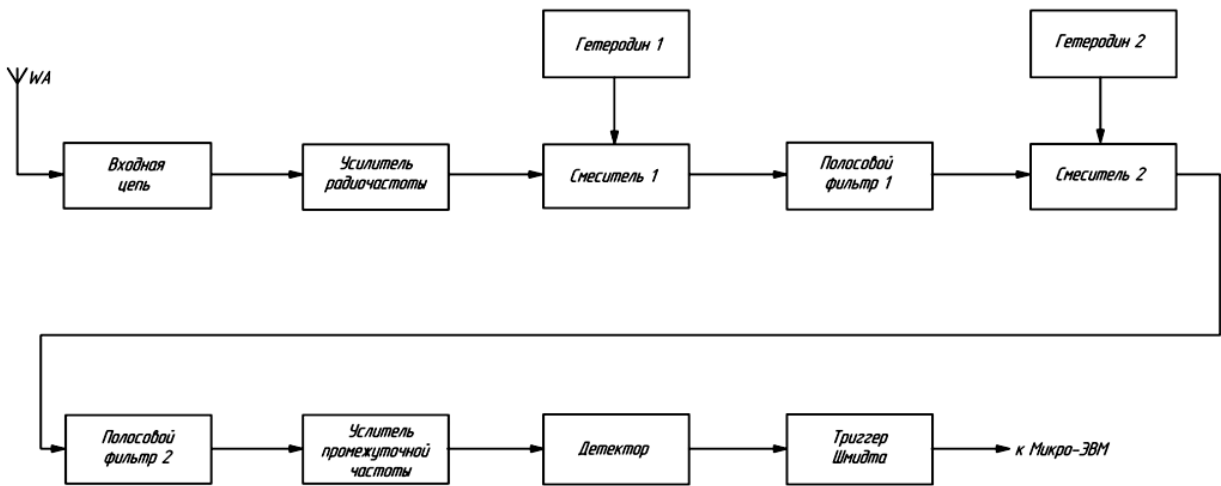 Гетеродин 1
Гетеродин 2
WA
Входная
цепь
Усилитель
радиочастоты
Смеситель 1
Полосовой
фильтр 1
Смеситель 2
Полосовой
фильтр 2
Услитель
промежуточной
частоты
Детектор
Триггер
Шмидта
к Микро-ЭВМ